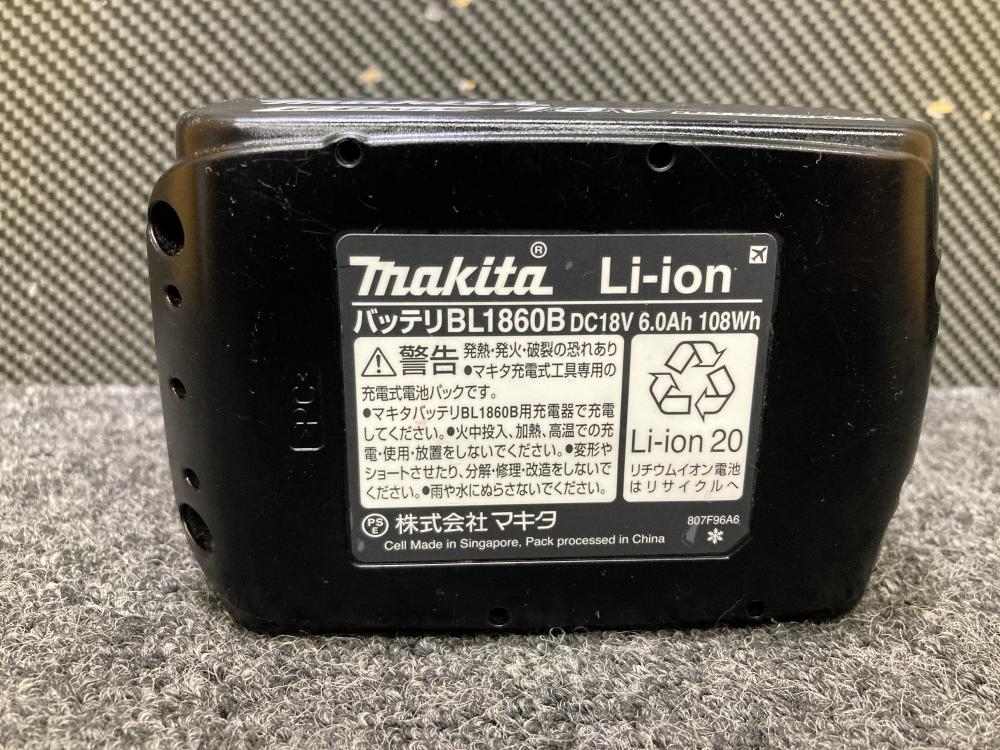 makita® Li-ion
バッテリBL1860B DC18V 6.0Ah 108Wh
警告 発熱・発火・破裂の恐れあり
●マキタ充電式工具専用の
充電式電池パックです。
●マキタバッテリBL1860B用充電器で充電
してください。●火中投入、加熱、高温での充
電・使用・放置をしないでください。●変形や
ショートさせたり、分解・修理・改造をしないで
ください。●雨や水にぬらさないでください。
Li-ion 20
リチウムイオン電池
はリサイクルへ
PSE 株式会社マキタ
807F96A6
Cell Made in Singapore, Pack processed in China
>PC<